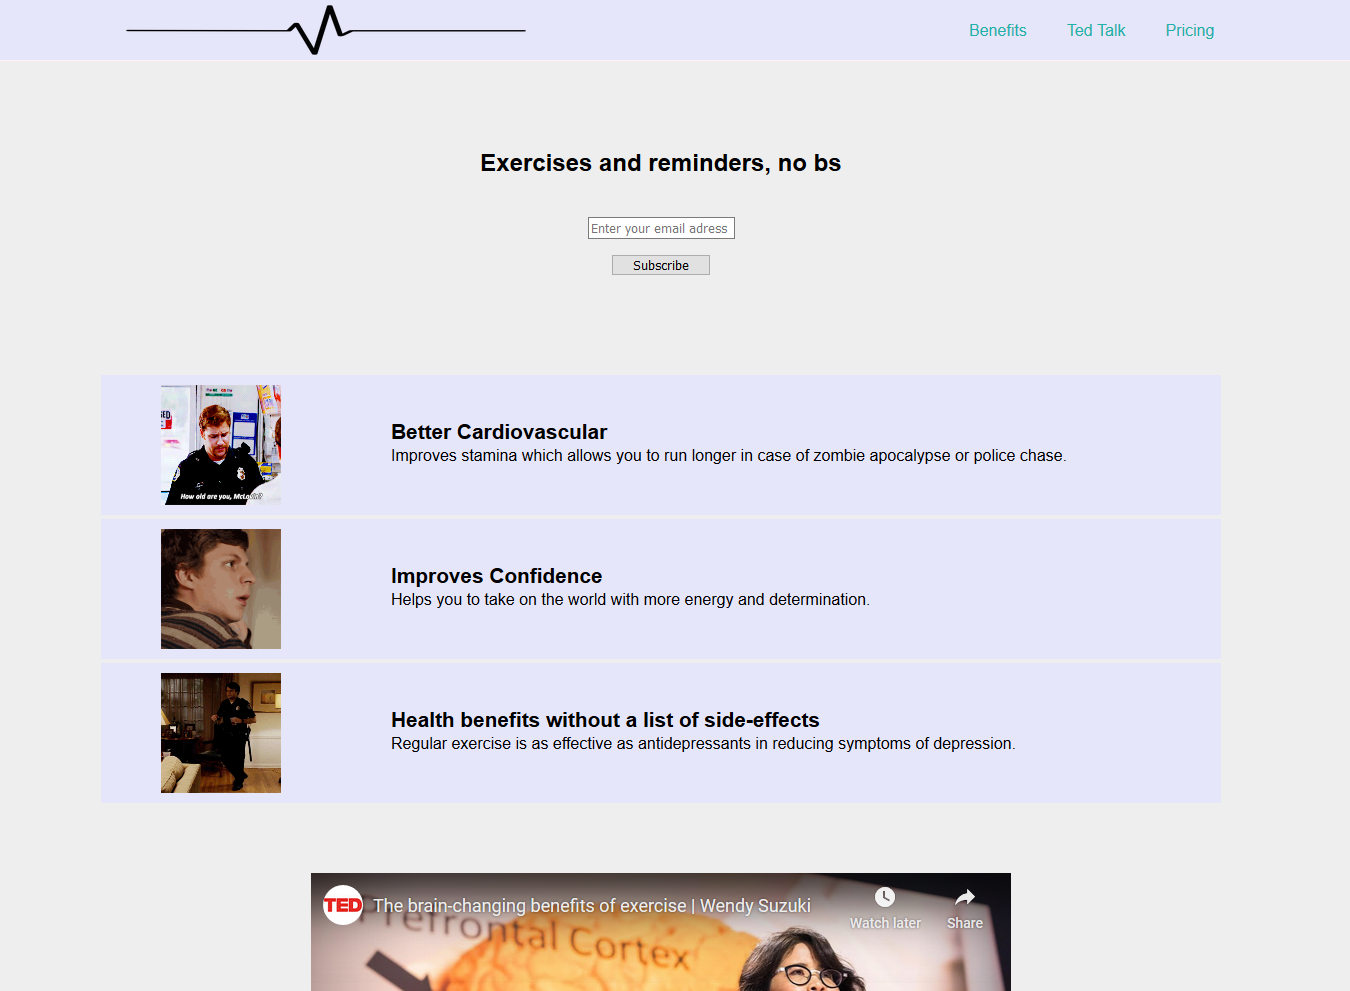 Benefits Ted Talk Pricing
Exercises and reminders, no bs
Enter your email adress
Subscribe
How old are you, McLovin?
Better Cardiovascular
Improves stamina which allows you to run longer in case of zombie apocalypse or police chase.
Improves Confidence
Helps you to take on the world with more energy and determination.
Health benefits without a list of side-effects
Regular exercise is as effective as antidepressants in reducing symptoms of depression.
TED The brain-changing benefits of exercise | Wendy Suzuki
Watch later Share
Prefrontal
Cortex